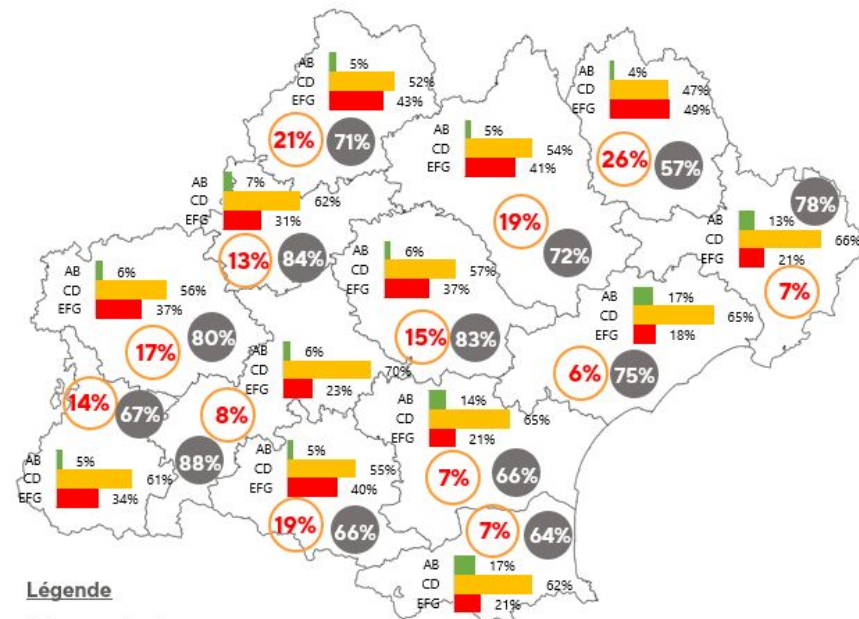 AB 5%
CD 52%
EFG 43%
21% 71%
AB 4%
CD 47%
EFG 49%
26% 57%
AB 5%
CD 54%
EFG 41%
19% 72%
AB 7%
CD 62%
EFG 31%
13% 84%
78%
AB 13%
CD 66%
EFG 21%
7%
AB 6%
CD 57%
EFG 37%
15% 83%
AB 6%
CD 56%
EFG 37%
17% 80%
AB 17%
CD 65%
EFG 18%
6% 75%
AB 6%
CD 70%
EFG 23%
8%
88%
14% 67%
AB 5%
CD 61%
EFG 34%
AB 14%
CD 65%
EFG 21%
7% 66%
AB 5%
CD 55%
EFG 40%
19% 66%
7% 64%
AB 17%
CD 62%
EFG 21%
Légende